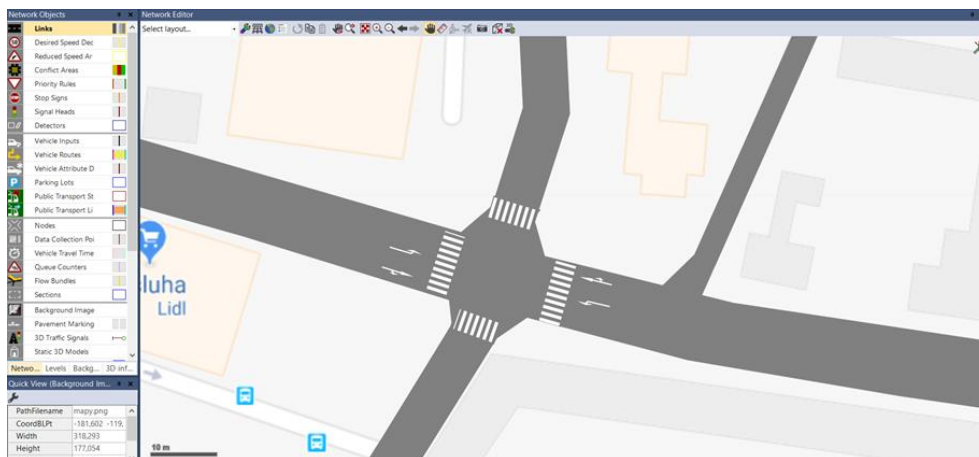 Network Objects
Links
Desired Speed Dec
Reduced Speed Ar
Conflict Areas
Priority Rules
Stop Signs
Signal Heads
Detectors
Vehicle Inputs
Vehicle Routes
Vehicle Attribute D
Parking Lots
Public Transport St
Public Transport Li
Nodes
Data Collection Poi
Vehicle Travel Time
Queue Counters
Flow Bundles
Sections
Background Image
Pavement Marking
3D Traffic Signals
Static 3D Models
Netwo... Levels Backg... 3D inf...
Quick View (Background Im...
PathFilename mapy.png
CoordBLPt -181,602 -119,
Width 318,293
Height 177,054
Network Editor
Select layout...
luha
Lidl
10 m